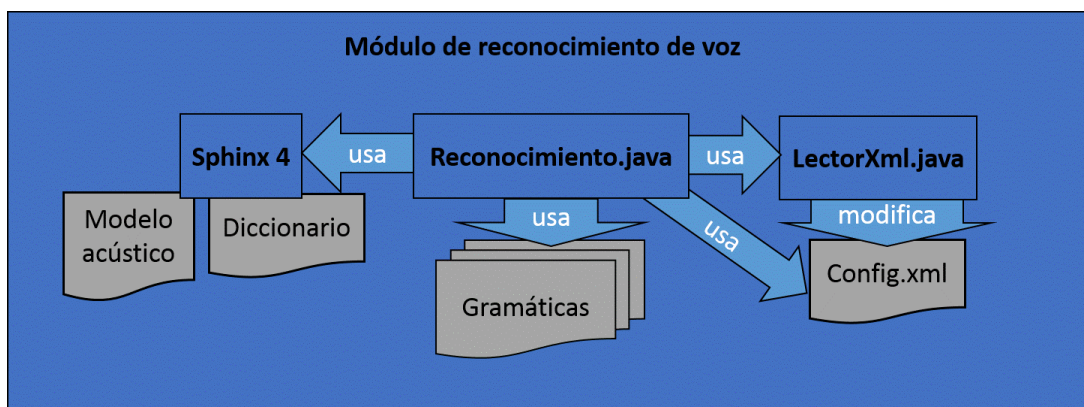 Módulo de reconocimiento de voz
Sphinx 4
usa
Reconocimiento.java
usa
LectorXml.java
Modelo
acústico
Diccionario
usa
usa
modifica
Gramáticas
Config.xml